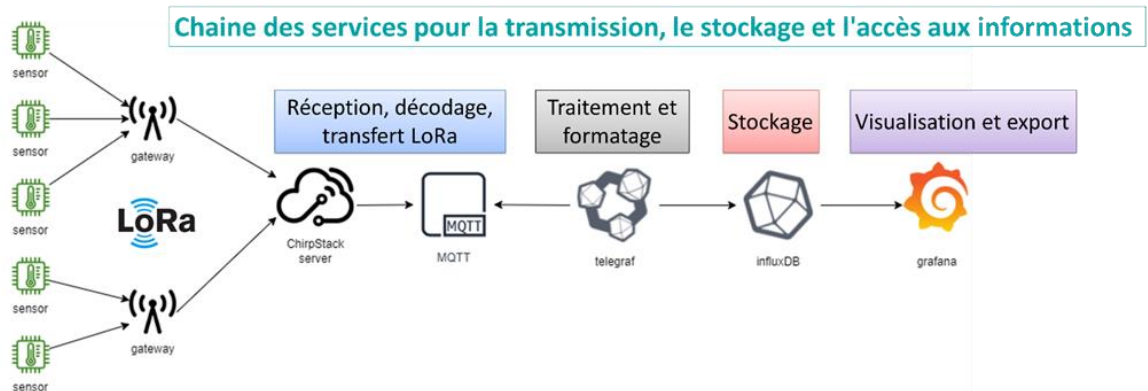 Chaine des services pour la transmission, le stockage et l'accès aux informations
sensor
sensor
sensor
sensor
sensor
gateway
gateway
LoRa
Réception, décodage,
transfert LoRa
Traitement et
formatage
Stockage
Visualisation et export
ChirpStack
server
MQTT
MQTT
telegraf
influxDB
grafana